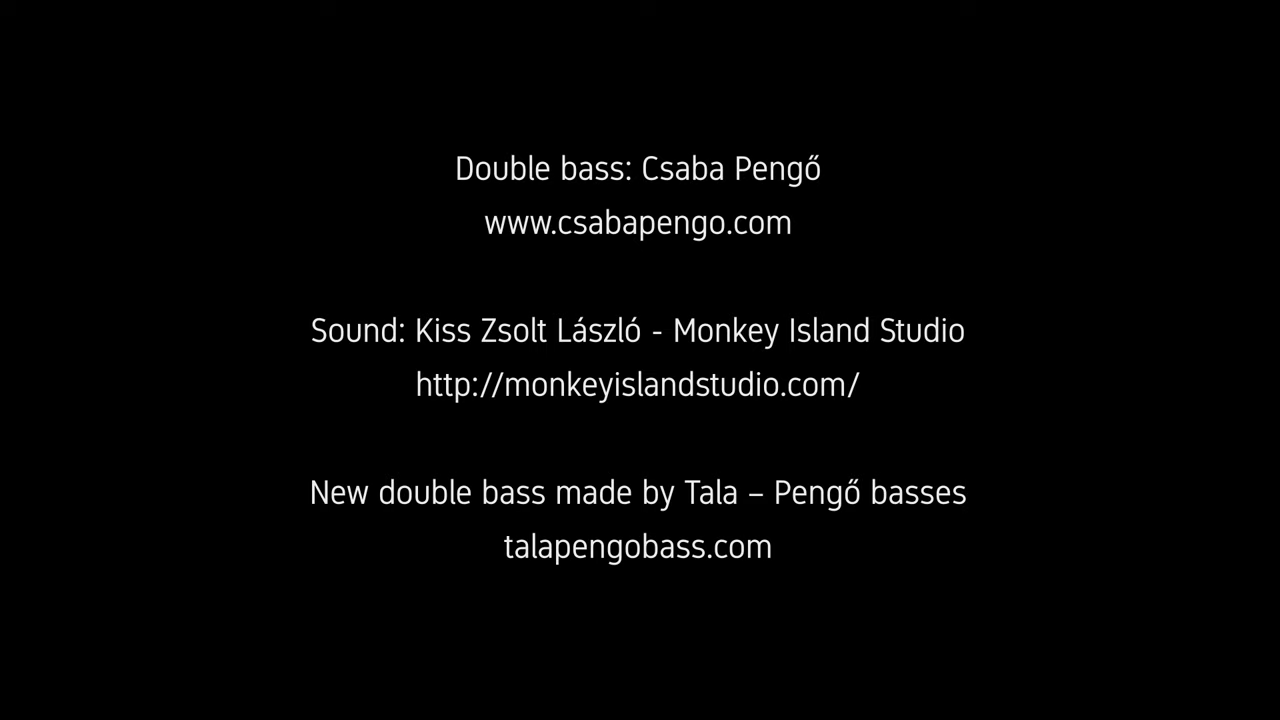 Double bass: Csaba Pengő
www.csabapengo.com
Sound: Kiss Zsolt László - Monkey Island Studio
http://monkeyislandstudio.com/
New double bass made by Tala – Pengő basses
talapengobass.com